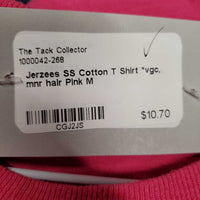 The Tack Collector
1000042-268
Jerzees SS Cotton T Shirt *vgc,
mnr hair Pink M
$10.70
CGJ2JS